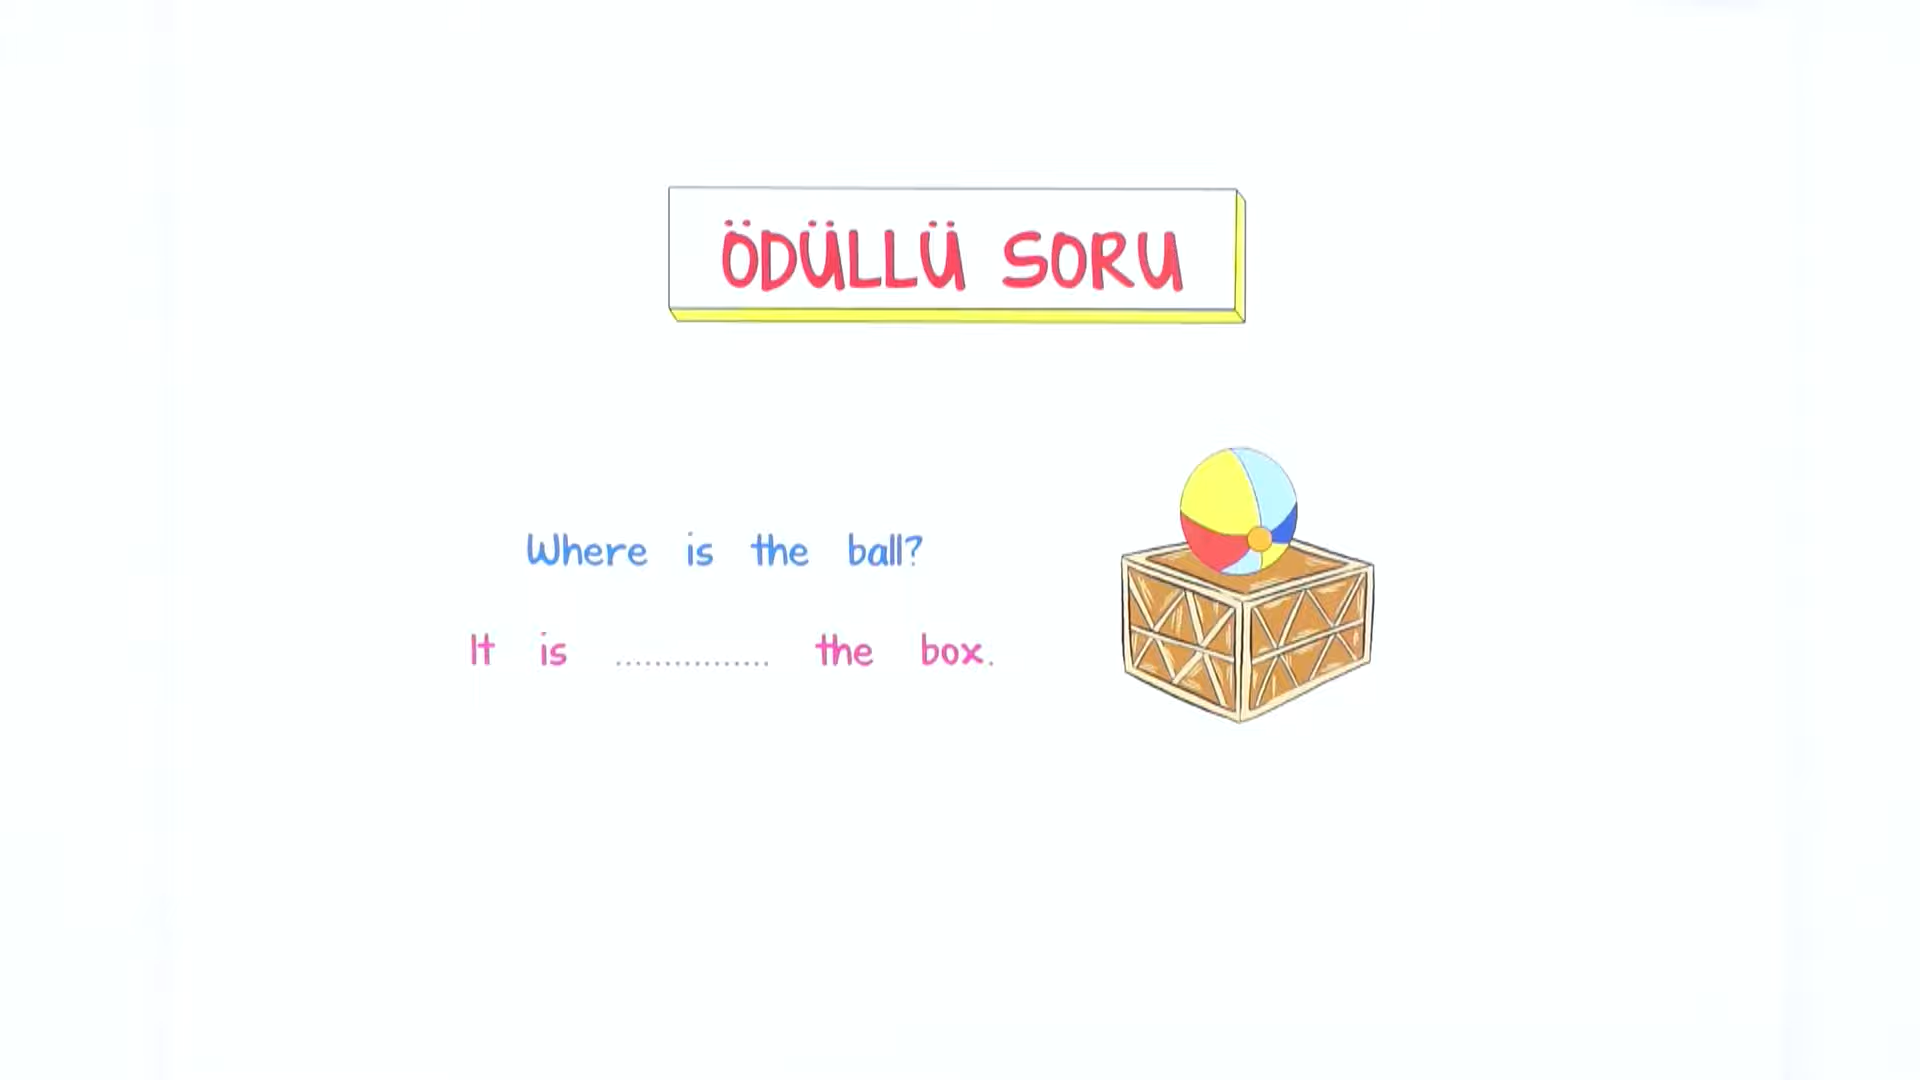 ÖDÜLLÜ SORU
Where is the ball?
It is ................ the box.